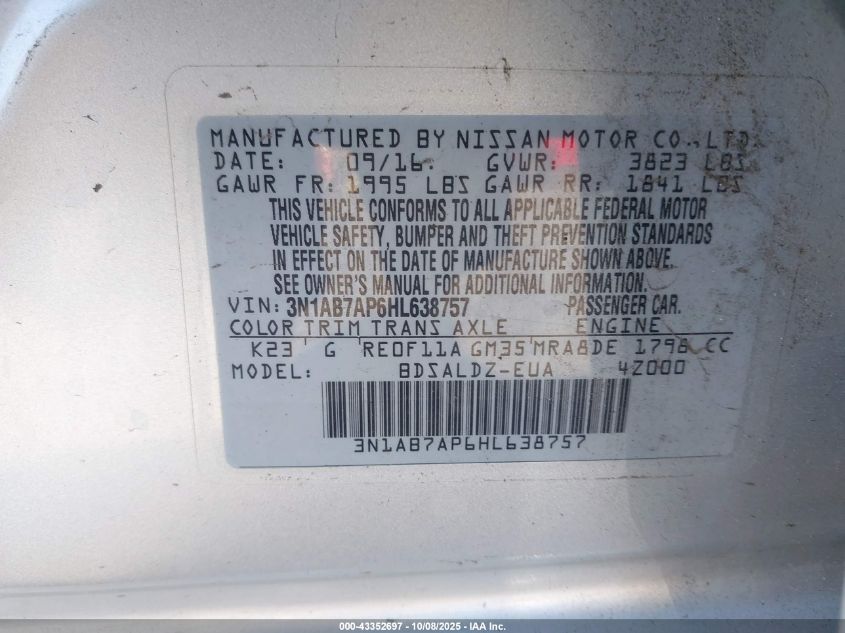 MANUFACTURED BY NISSAN MOTOR CO., LTD.
DATE: 09/16 GVWR: 3823 LBS
GAWR FR: 1995 LBS GAWR RR: 1841 LBS
THIS VEHICLE CONFORMS TO ALL APPLICABLE FEDERAL MOTOR
VEHICLE SAFETY, BUMPER AND THEFT PREVENTION STANDARDS
IN EFFECT ON THE DATE OF MANUFACTURE SHOWN ABOVE.
SEE OWNER'S MANUAL FOR ADDITIONAL INFORMATION.
VIN: 3N1AB7AP6HL638757 PASSENGER CAR.
COLOR TRIM TRANS AXLE ENGINE
K23 G RE0F11A GM35 MRA8DE 1798 CC
MODEL: BDSALDZ-EUA 4Z000
3N1AB7AP6HL638757
000-43352697 - 10/08/2025 - IAA Inc.